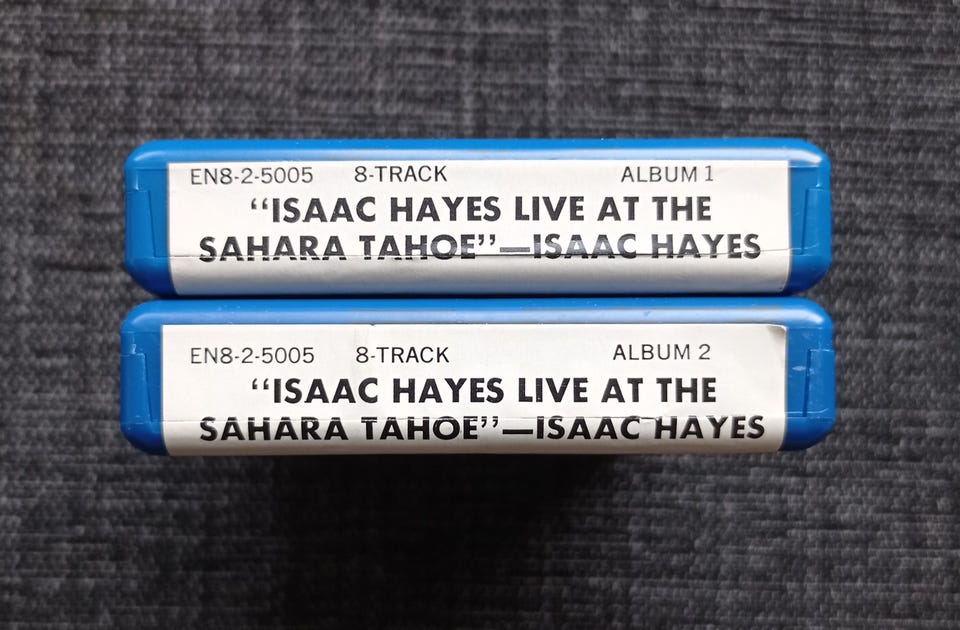 EN8-2-5005 8-TRACK ALBUM 1
“ISAAC HAYES LIVE AT THE
SAHARA TAHOE”—ISAAC HAYES
EN8-2-5005 8-TRACK ALBUM 2
“ISAAC HAYES LIVE AT THE
SAHARA TAHOE”—ISAAC HAYES